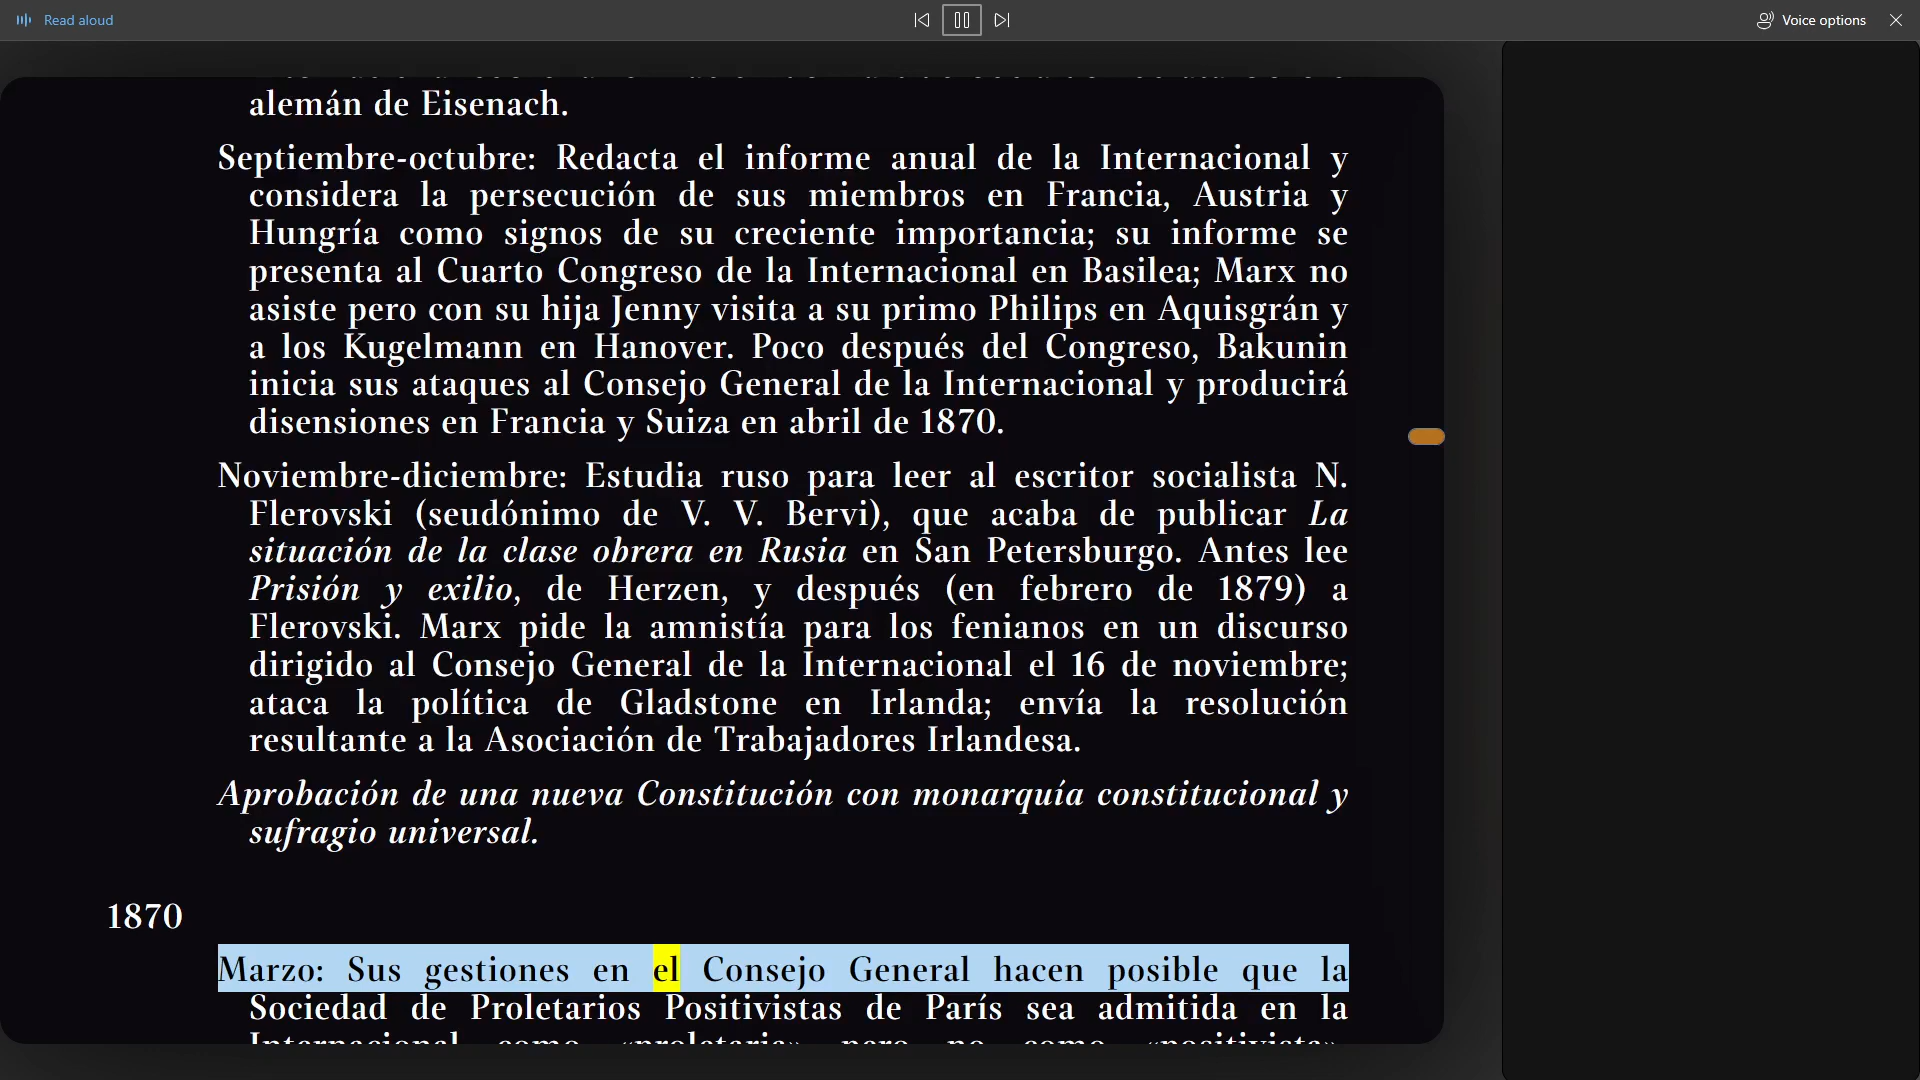 Read aloud
Voice options
alemán de Eisenach.
Septiembre-octubre: Redacta el informe anual de la Internacional y
considera la persecución de sus miembros en Francia, Austria y
Hungría como signos de su creciente importancia; su informe se
presenta al Cuarto Congreso de la Internacional en Basilea; Marx no
asiste pero con su hija Jenny visita a su primo Philips en Aquisgrán y
a los Kugelmann en Hanover. Poco después del Congreso, Bakunin
inicia sus ataques al Consejo General de la Internacional y producirá
disensiones en Francia y Suiza en abril de 1870.
Noviembre-diciembre: Estudia ruso para leer al escritor socialista N.
Flerovski (seudónimo de V. V. Bervi), que acaba de publicar La
situación de la clase obrera en Rusia en San Petersburgo. Antes lee
Prisión y exilio, de Herzen, y después (en febrero de 1879) a
Flerovski. Marx pide la amnistía para los fenianos en un discurso
dirigido al Consejo General de la Internacional el 16 de noviembre;
ataca la política de Gladstone en Irlanda; envía la resolución
resultante a la Asociación de Trabajadores Irlandesa.
Aprobación de una nueva Constitución con monarquía constitucional y
sufragio universal.
1870
Marzo: Sus gestiones en el Consejo General hacen posible que la
Sociedad de Proletarios Positivistas de París sea admitida en la
Internacional como «proletaria» pero no como «positivista»